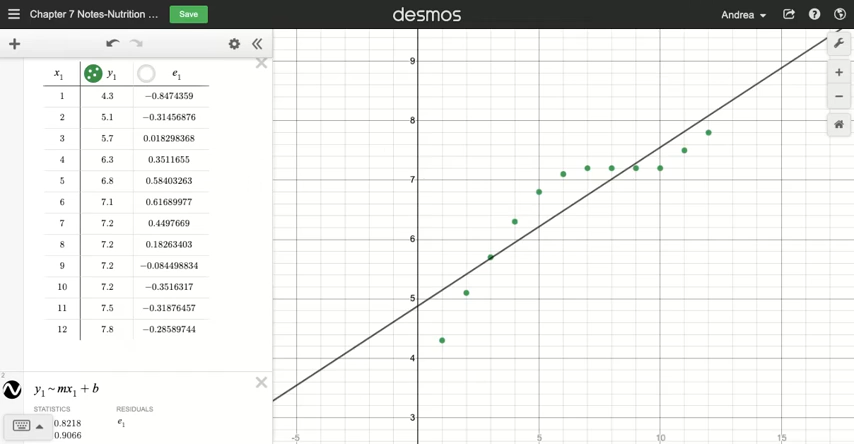 Chapter 7 Notes-Nutrition ... Save desmos Andrea
x₁ y₁ e₁
1 4.3 −0.8474359
2 5.1 −0.31456876
3 5.7 0.018298368
4 6.3 0.3511655
5 6.8 0.58403263
6 7.1 0.61689977
7 7.2 0.4497669
8 7.2 0.18263403
9 7.2 −0.084498834
10 7.2 −0.3516317
11 7.5 −0.31876457
12 7.8 −0.28589744
2
y₁ ~ mx₁ + b
STATISTICS RESIDUALS
0.8218 e₁
0.9066
9
8
7
6
5
4
3
-5 5 10 15